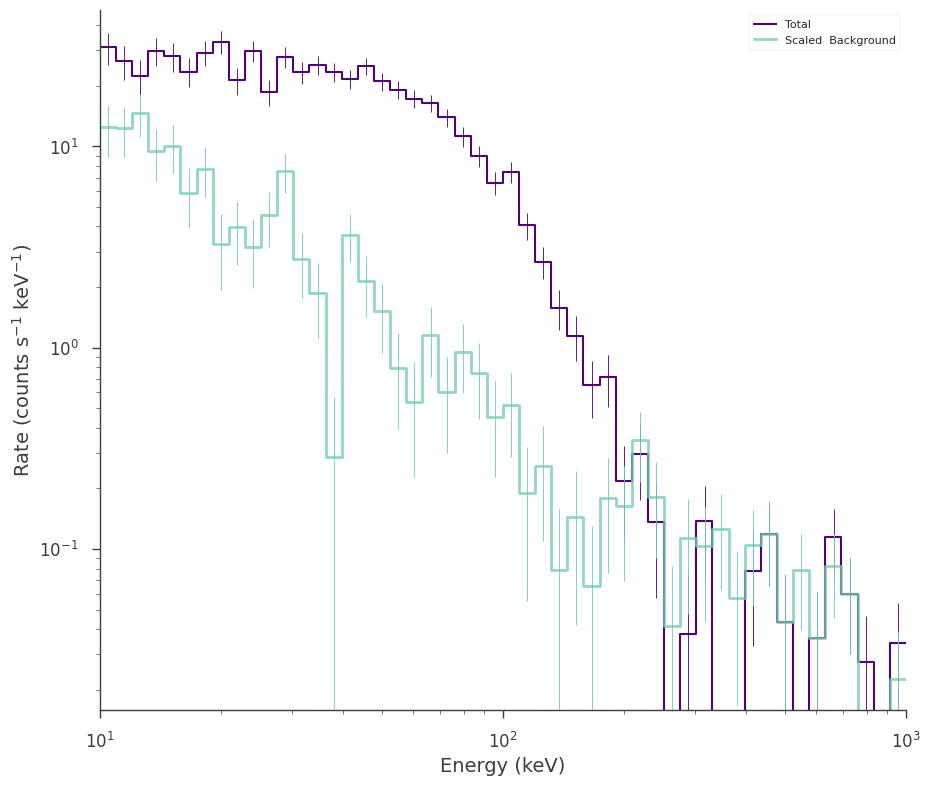 Total
Scaled  Background
Rate (counts s⁻¹ keV⁻¹)
10¹
10⁰
10⁻¹
10¹
10²
10³
Energy (keV)